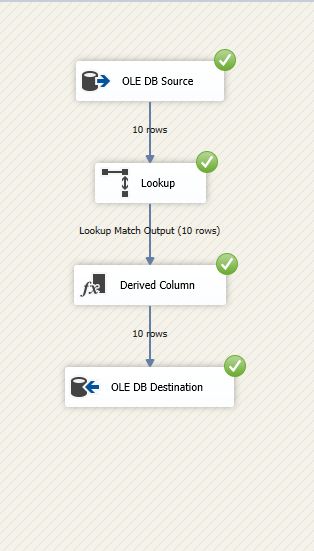 OLE DB Source
10 rows
Lookup
Lookup Match Output (10 rows)
fx
Derived Column
10 rows
OLE DB Destination